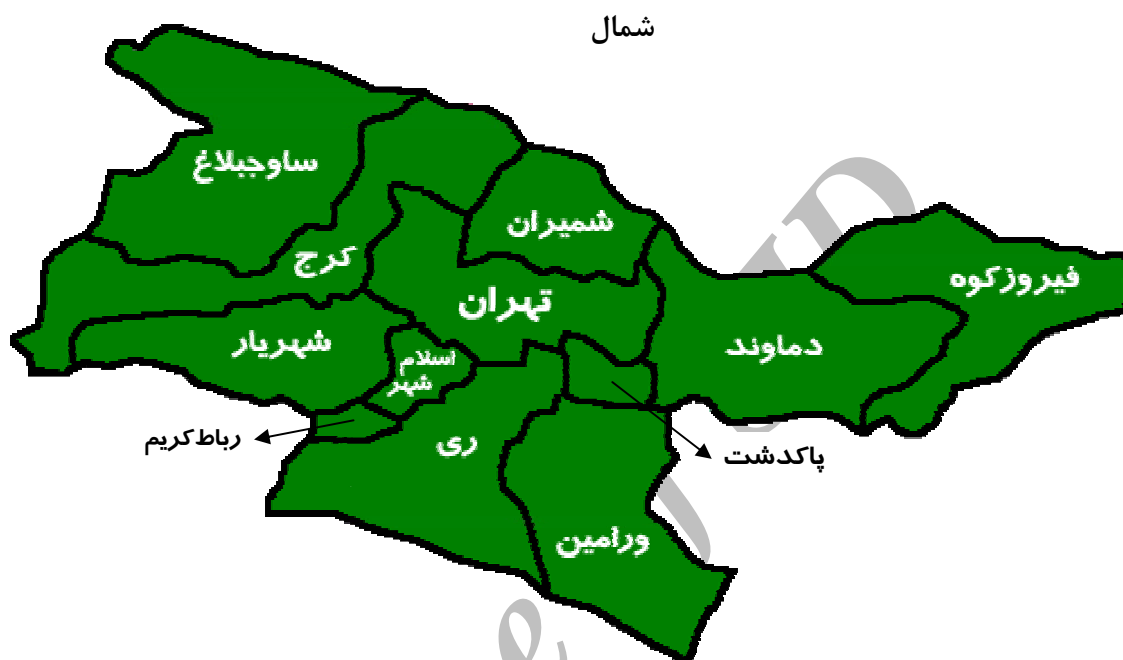 شمال
ساوجبلاغ
شمیران
کرج
فیروزکوه
تهران
شهریار
دماوند
اسلام
شهر
رباط‌کریم
ری
پاکدشت
ورامین